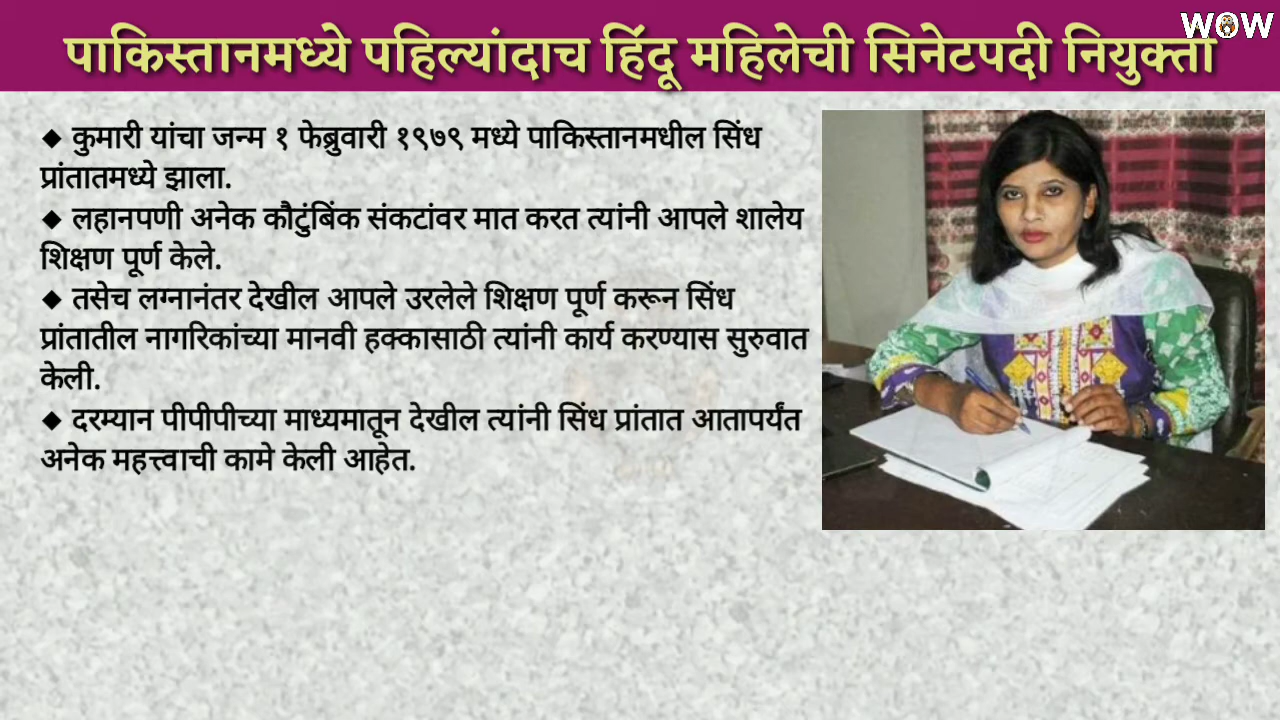 पाकिस्तानमध्ये पहिल्यांदाच हिंदू महिलेची सिनेटपदी नियुक्ती
WOW
◆ कुमारी यांचा जन्म १ फेब्रुवारी १९७९ मध्ये पाकिस्तानमधील सिंध
प्रांतातमध्ये झाला.
◆ लहानपणी अनेक कौटुंबिंक संकटांवर मात करत त्यांनी आपले शालेय
शिक्षण पूर्ण केले.
◆ तसेच लग्नानंतर देखील आपले उरलेले शिक्षण पूर्ण करून सिंध
प्रांतातील नागरिकांच्या मानवी हक्कासाठी त्यांनी कार्य करण्यास सुरुवात
केली.
◆ दरम्यान पीपीपीच्या माध्यमातून देखील त्यांनी सिंध प्रांतात आतापर्यंत
अनेक महत्त्वाची कामे केली आहेत.